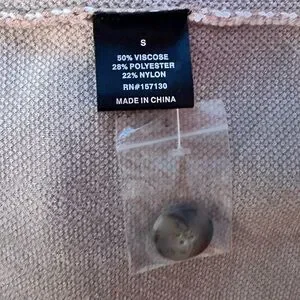 S
50% VISCOSE
28% POLYESTER
22% NYLON
RN#157130
MADE IN CHINA